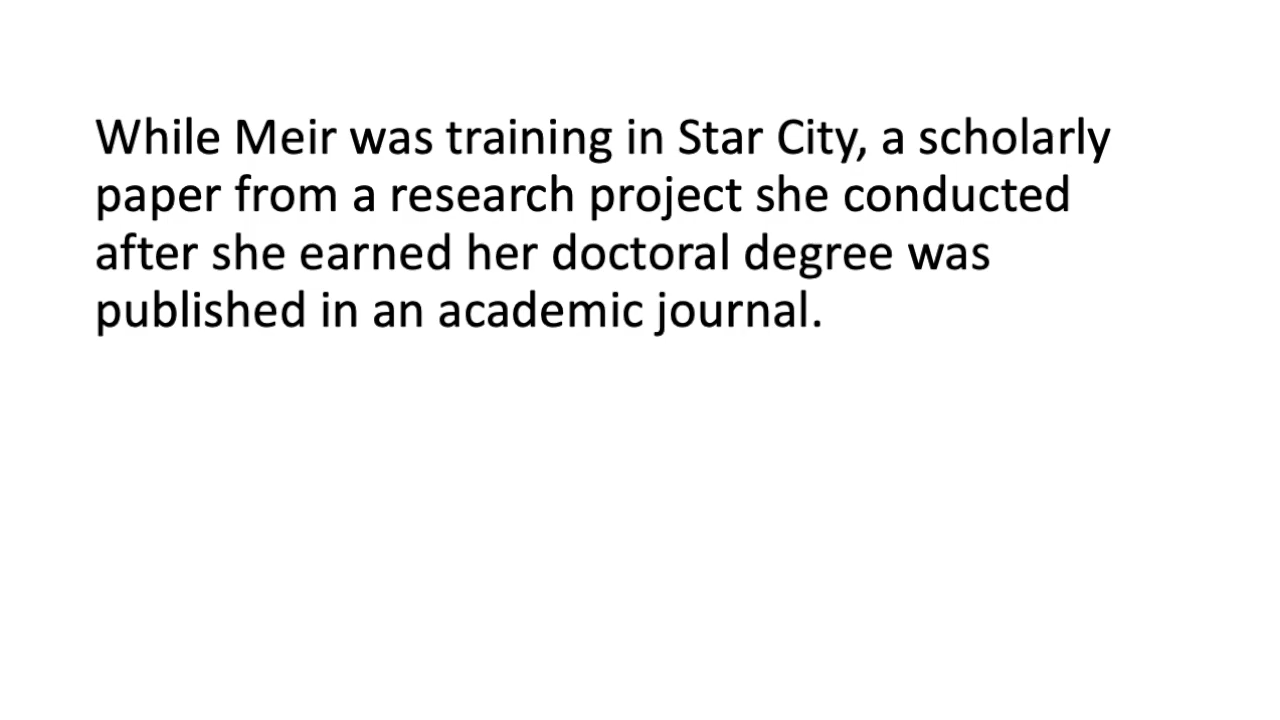 While Meir was training in Star City, a scholarly
paper from a research project she conducted
after she earned her doctoral degree was
published in an academic journal.